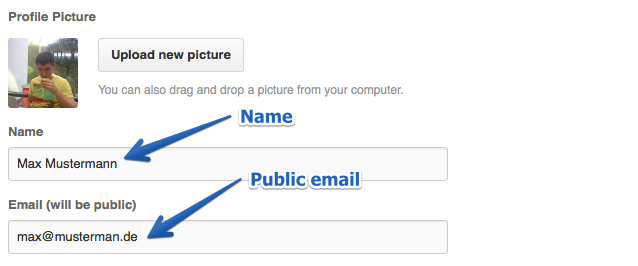 Profile Picture
Upload new picture
You can also drag and drop a picture from your computer.
Name
Name
Max Mustermann
Public email
Email (will be public)
max@musterman.de